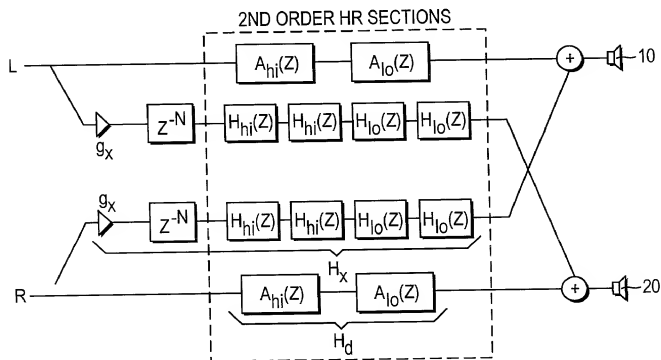 2ND ORDER HR SECTIONS
L A_hi(Z) A_lo(Z) + 10
g_x Z^-N H_hi(Z) H_hi(Z) H_lo(Z) H_lo(Z)
g_x Z^-N H_hi(Z) H_hi(Z) H_lo(Z) H_lo(Z)
H_x
R A_hi(Z) A_lo(Z) + 20
H_d